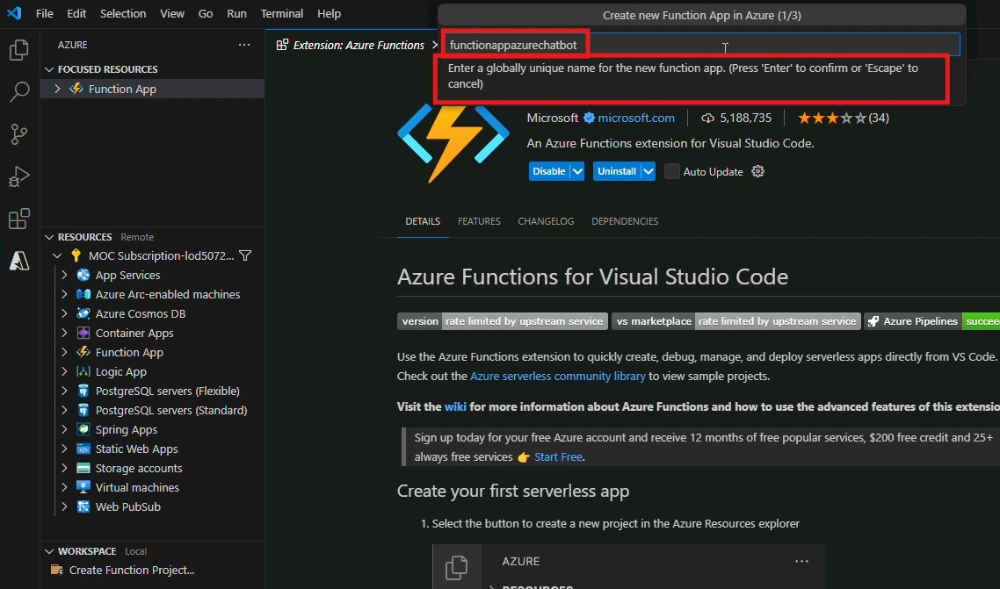 File Edit Selection View Go Run Terminal Help
Create new Function App in Azure (1/3)
functionappazurechatbot
Enter a globally unique name for the new function app. (Press 'Enter' to confirm or 'Escape' to
cancel)
AZURE
FOCUSED RESOURCES
Function App
RESOURCES Remote
MOC Subscription-lod5072...
App Services
Azure Arc-enabled machines
Azure Cosmos DB
Container Apps
Function App
Logic App
PostgreSQL servers (Flexible)
PostgreSQL servers (Standard)
Spring Apps
Static Web Apps
Storage accounts
Virtual machines
Web PubSub
WORKSPACE Local
Create Function Project...
Extension: Azure Functions
Microsoft microsoft.com 5,188,735 (34)
An Azure Functions extension for Visual Studio Code.
Disable Uninstall Auto Update
DETAILS FEATURES CHANGELOG DEPENDENCIES
Azure Functions for Visual Studio Code
version rate limited by upstream service vs marketplace rate limited by upstream service Azure Pipelines succee
Use the Azure Functions extension to quickly create, debug, manage, and deploy serverless apps directly from VS Code.
Check out the Azure serverless community library to view sample projects.
Visit the wiki for more information about Azure Functions and how to use the advanced features of this extensio
Sign up today for your free Azure account and receive 12 months of free popular services, $200 free credit and 25+
always free services 👉 Start Free.
Create your first serverless app
1. Select the button to create a new project in the Azure Resources explorer
AZURE
RESOURCES